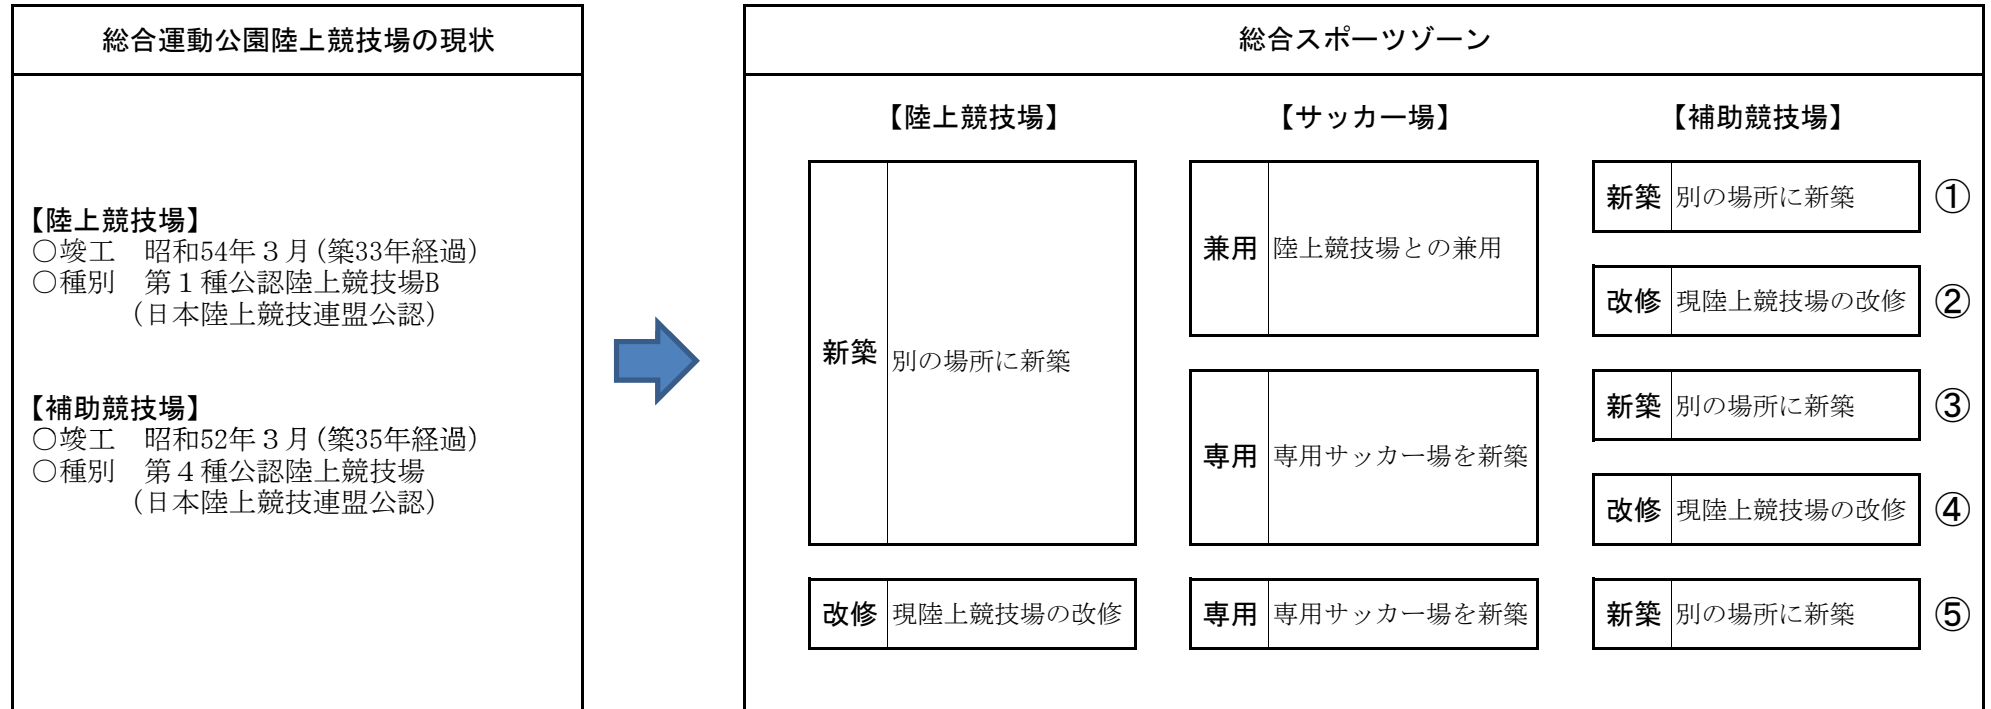 総合運動公園陸上競技場の現状
【陸上競技場】
○竣工　昭和54年３月(築33年経過)
○種別　第１種公認陸上競技場B
(日本陸上競技連盟公認)
【補助競技場】
○竣工　昭和52年３月(築35年経過)
○種別　第４種公認陸上競技場
(日本陸上競技連盟公認)
総合スポーツゾーン
【陸上競技場】
【サッカー場】
【補助競技場】
新築 別の場所に新築
兼用 陸上競技場との兼用
新築 別の場所に新築 ①
改修 現陸上競技場の改修 ②
専用 専用サッカー場を新築
新築 別の場所に新築 ③
改修 現陸上競技場の改修 ④
改修 現陸上競技場の改修
専用 専用サッカー場を新築
新築 別の場所に新築 ⑤